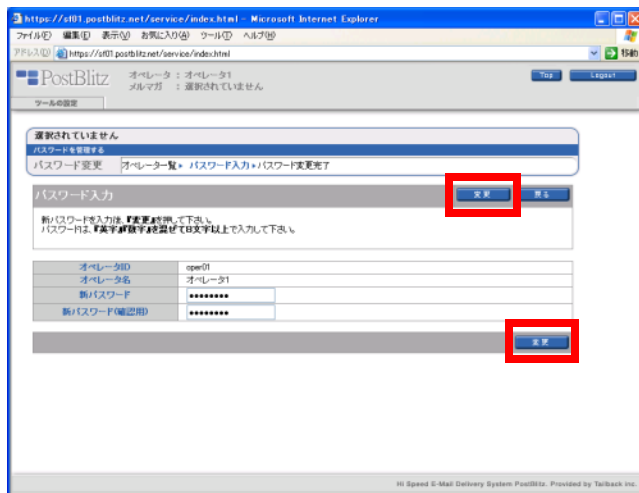 https://sf01.postblitz.net/service/index.html - Microsoft Internet Explorer
ファイル(F) 編集(E) 表示(V) お気に入り(A) ツール(T) ヘルプ(H)
アドレス(D) https://sf01.postblitz.net/service/index.html 移動
PostBlitz オペレータ : オペレータ1 Top Logout
メルマガ : 選択されていません
ツールの設定
選択されていません
パスワードを管理する
パスワード変更 オペレーター覧▸ パスワード入力▸パスワード変更完了
パスワード入力 変更 戻る
新パスワードを入力後、『変更』を押して下さい。
パスワードは、『英字』『数字』を混ぜて8文字以上で入力して下さい。
オペレータID oper01
オペレータ名 オペレータ1
新パスワード ••••••••
新パスワード(確認用) ••••••••
変更
Hi Speed E-Mail Delivery System PostBlitz. Provided by Tailback inc.